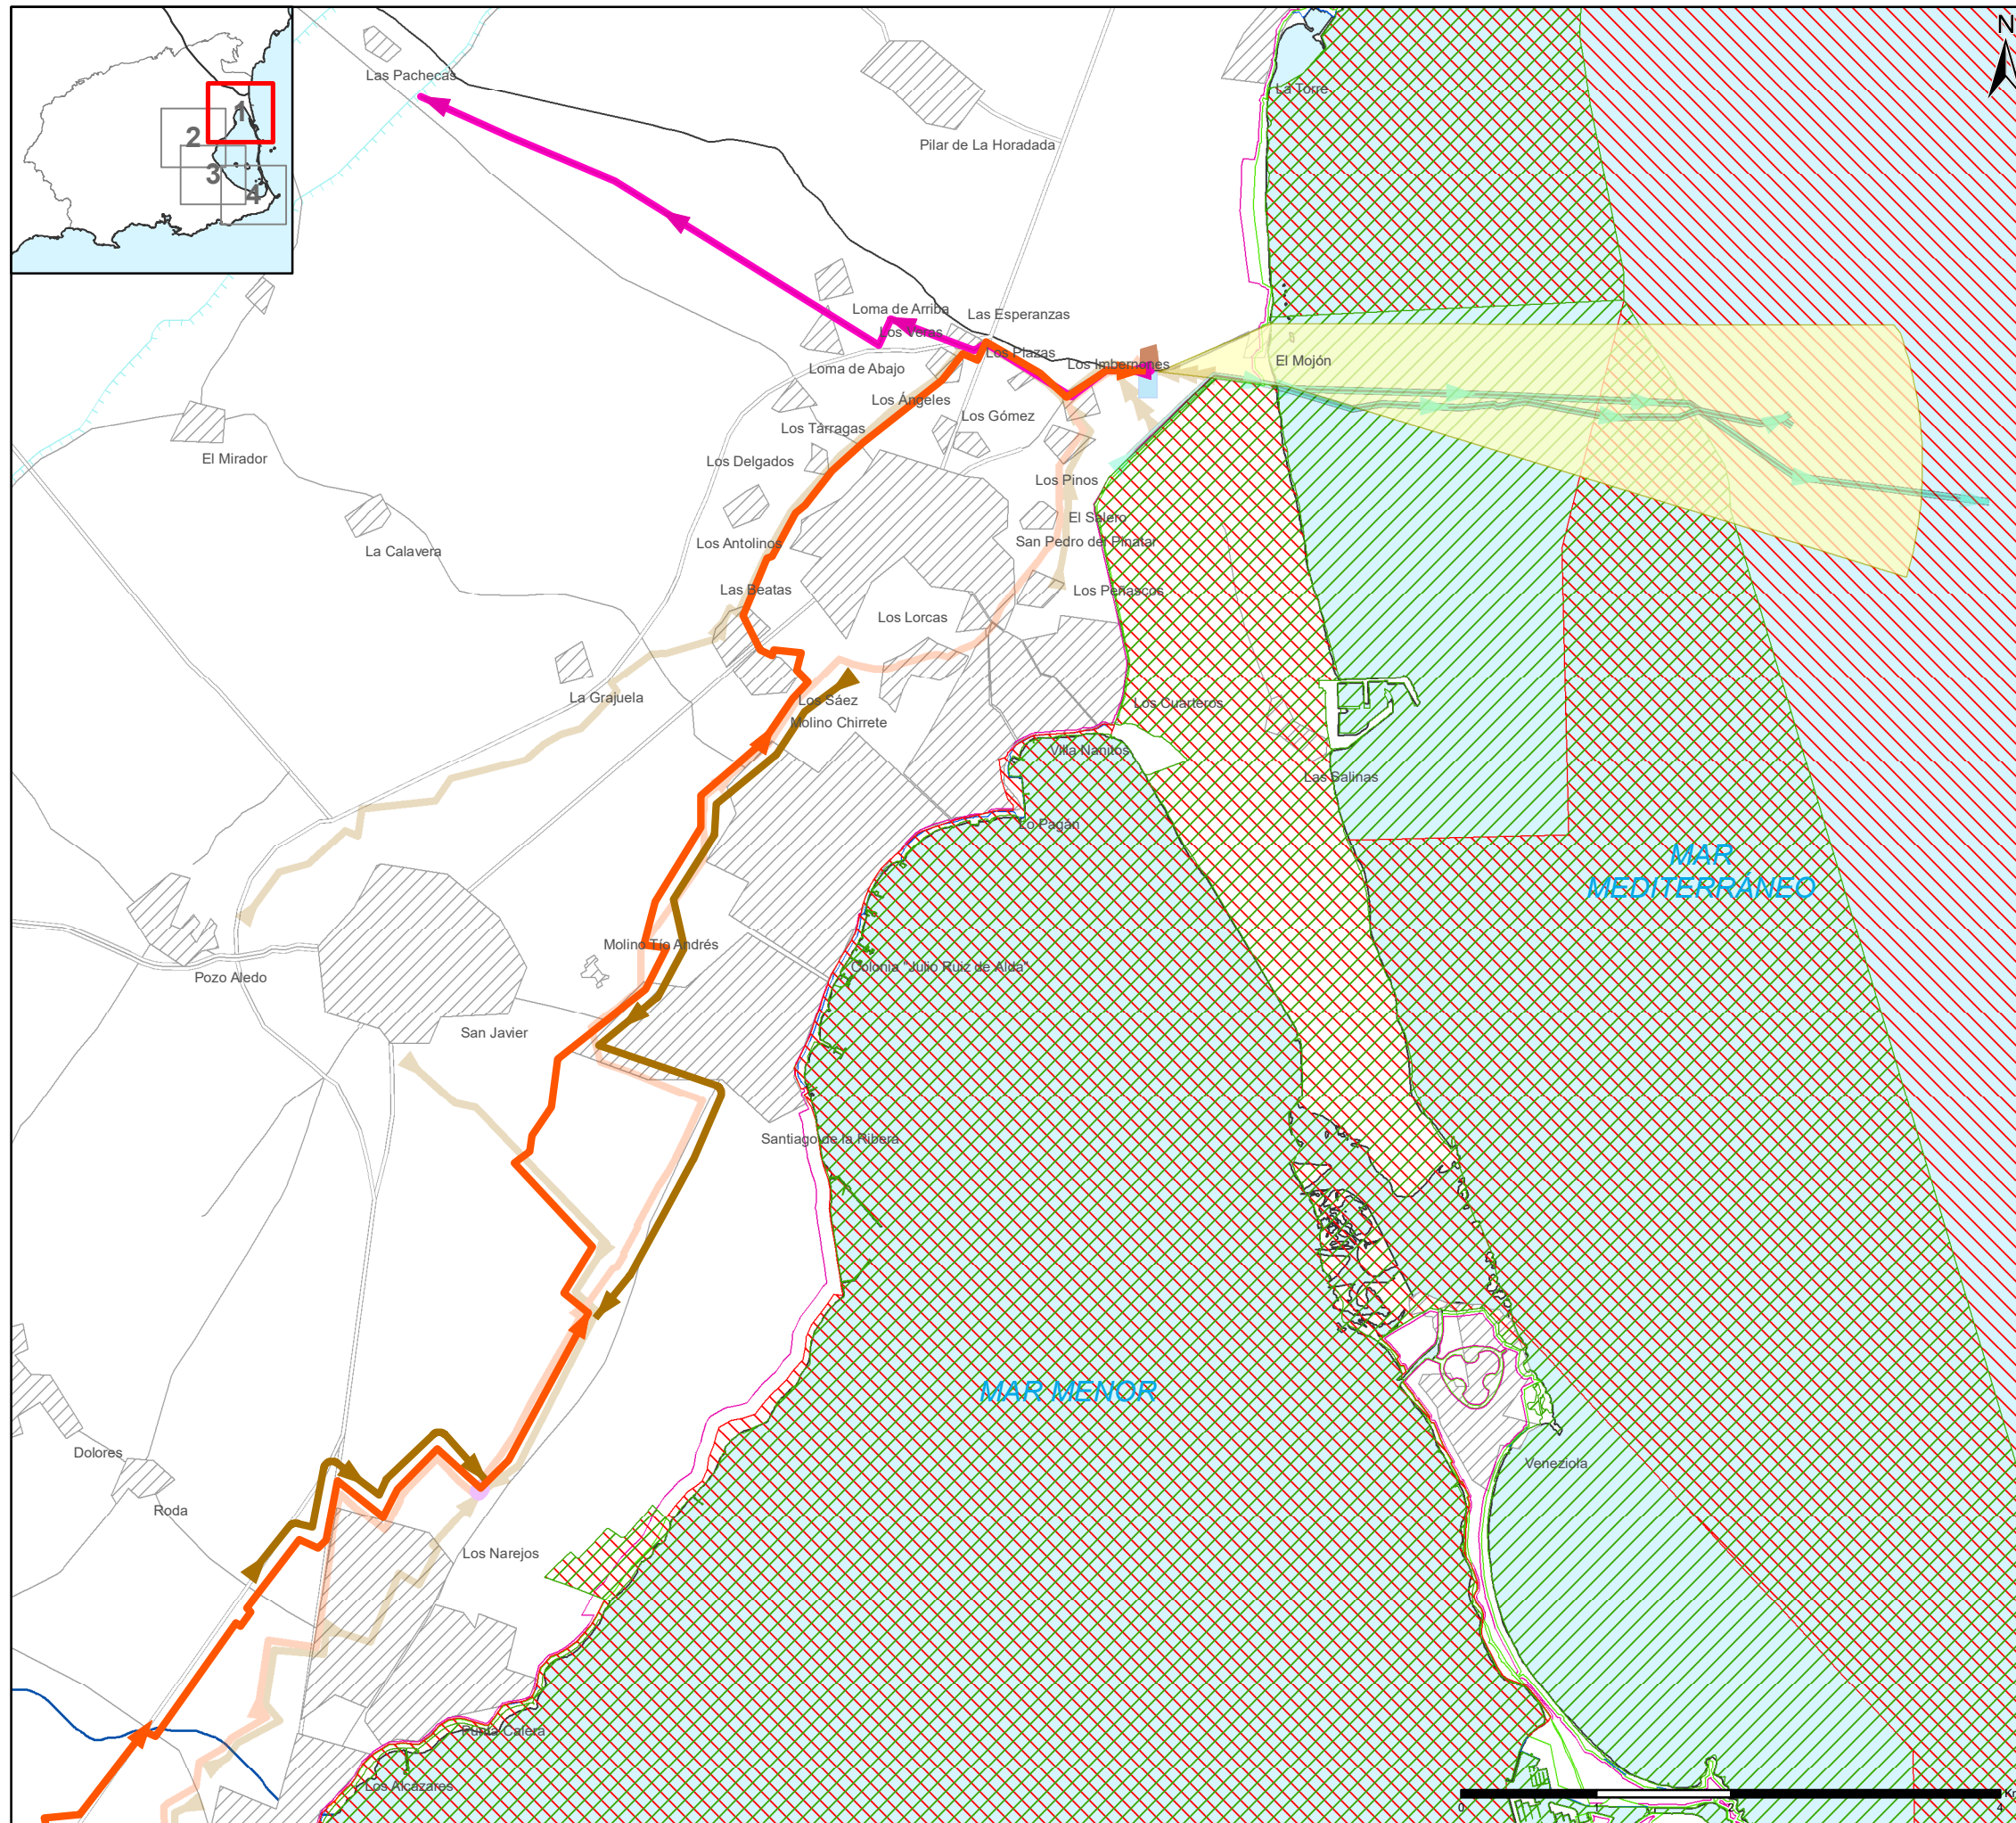 N
1
2
3
4
Las Pachecas
La Torre
Pilar de La Horadada
Loma de Arriba
Las Esperanzas
Los Veras
Los Plazas
El Mojón
Los Imbernones
Loma de Abajo
Los Ángeles
Los Gómez
Los Tárragas
El Mirador
Los Delgados
Los Pinos
El Salero
La Calavera
Los Antolinos
San Pedro del Pinatar
Las Beatas
Los Peñascos
Los Lorcas
La Grajuela
Los Sáez
Los Cuarteros
Molino Chirrete
Villa Nanitos
Las Salinas
Lo Pagán
MAR
MEDITERRÁNEO
Molino Tío Andrés
Colonia "Julio Ruiz de Alda"
Pozo Aledo
San Javier
Santiago de la Ribera
MAR MENOR
Dolores
Veneziola
Roda
Los Narejos
Punta Calera
Los Alcázares
0
1
2
4